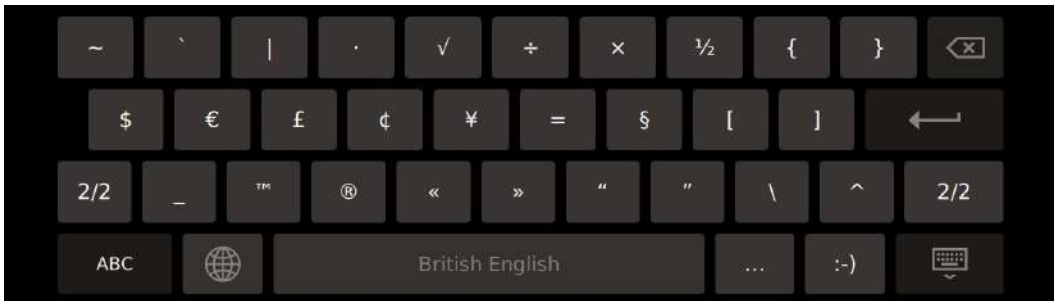 ~ ` | · √ ÷ × ½ { }
$ € £ ¢ ¥ = § [ ]
2/2 _ ™ ® « » “ ” \ ^ 2/2
ABC British English ... :-)